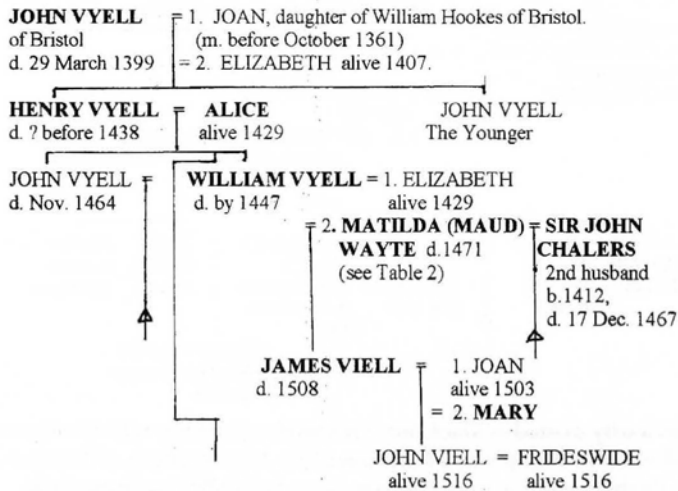 JOHN VYELL = 1. JOAN, daughter of William Hookes of Bristol.
of Bristol (m. before October 1361)
d. 29 March 1399 = 2. ELIZABETH alive 1407.
HENRY VYELL = ALICE JOHN VYELL
d. ? before 1438 alive 1429 The Younger
JOHN VYELL = WILLIAM VYELL = 1. ELIZABETH
d. Nov. 1464 d. by 1447 alive 1429
= 2. MATILDA (MAUD) = SIR JOHN
WAYTE d.1471 CHALERS
(see Table 2) 2nd husband
b.1412,
d. 17 Dec. 1467
JAMES VIELL = 1. JOAN
d. 1508 alive 1503
= 2. MARY
JOHN VIELL = FRIDESWIDE
alive 1516 alive 1516